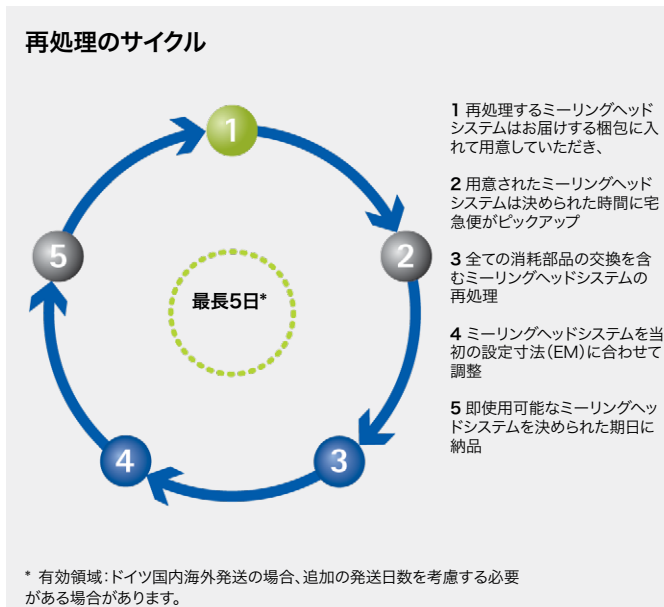 再処理のサイクル
1
2
3
4
5
最長5日*
1 再処理するミーリングヘッド
システムはお届けする梱包に入
れて用意していただき、
2 用意されたミーリングヘッド
システムは決められた時間に宅
急便がピックアップ
3 全ての消耗部品の交換を含
むミーリングヘッドシステムの
再処理
4 ミーリングヘッドシステムを当
初の設定寸法(EM)に合わせて
調整
5 即使用可能なミーリングヘッ
ドシステムを決められた期日に
納品
* 有効領域:ドイツ国内海外発送の場合、追加の発送日数を考慮する必要
がある場合があります。